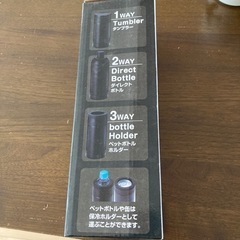 1WAY
Tumbler
タンブラー
2WAY
Direct
Bottle
ダイレクト
ボトル
3WAY
bottle
Holder
ペットボトル
ホルダー
ペットボトルや缶は
保冷ホルダーとして
運ぶことができます。